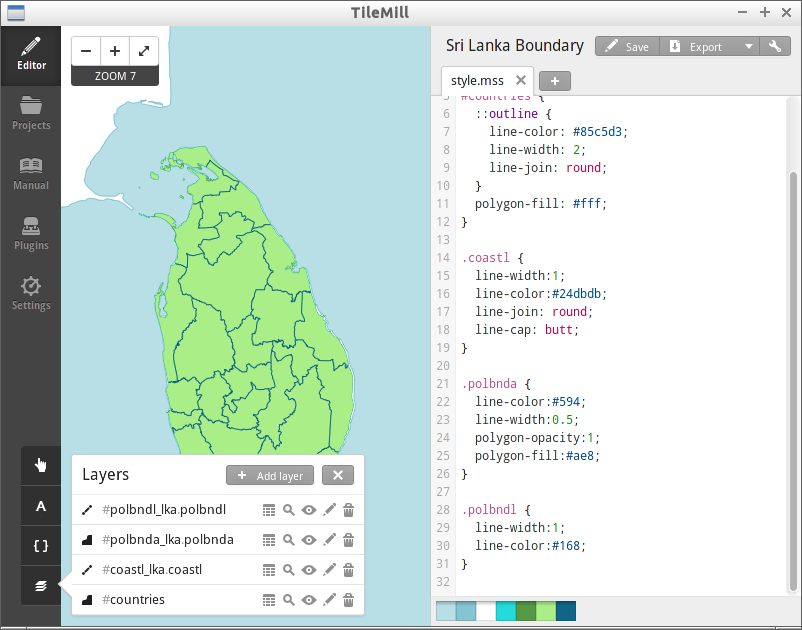 TileMill
Editor
Projects
Manual
Plugins
Settings
ZOOM 7
Sri Lanka Boundary
Save
Export
style.mss
5 #countries {
6 ::outline {
7 line-color: #85c5d3;
8 line-width: 2;
9 line-join: round;
10 }
11 polygon-fill: #fff;
12 }
13
14 .coastl {
15 line-width:1;
16 line-color:#24dbdb;
17 line-join: round;
18 line-cap: butt;
19 }
20
21 .polbnda {
22 line-color:#594;
23 line-width:0.5;
24 polygon-opacity:1;
25 polygon-fill:#ae8;
26 }
27
28 .polbndl {
29 line-width:1;
30 line-color:#168;
31 }
32
A
{ }
Layers
+ Add layer
#polbndl_lka.polbndl
#polbnda_lka.polbnda
#coastl_lka.coastl
#countries